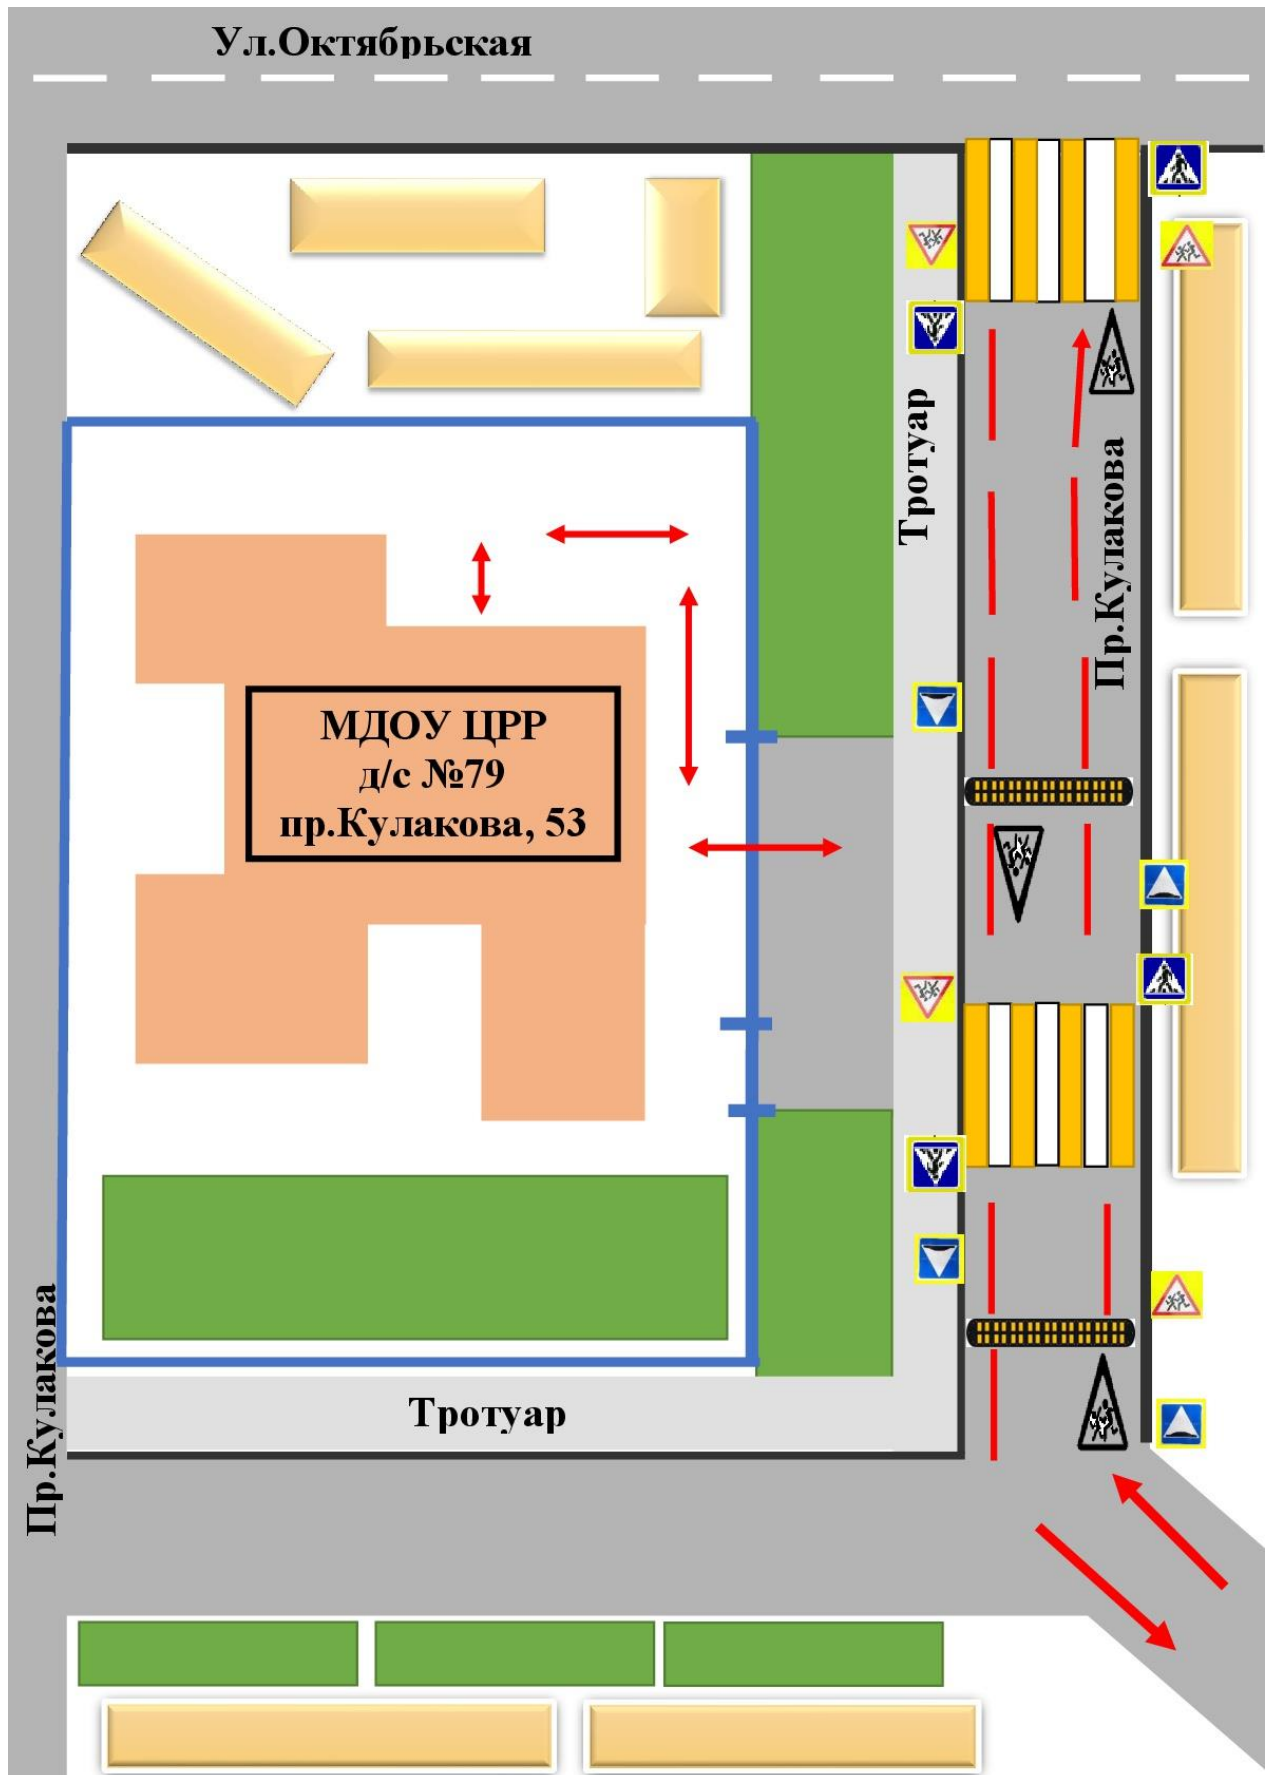 Ул.Октябрьская
Тротуар
Пр.Кулакова
МДОУ ЦРР
д/с №79
пр.Кулакова, 53
Пр.Кулакова
Тротуар